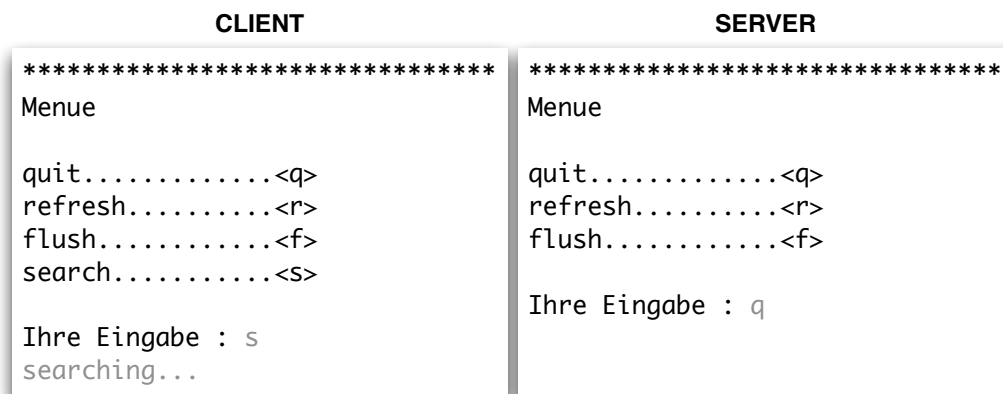 CLIENT
********************************
Menue
quit.............<q>
refresh..........<r>
flush............<f>
search...........<s>
Ihre Eingabe : s
searching...
SERVER
********************************
Menue
quit.............<q>
refresh..........<r>
flush............<f>
Ihre Eingabe : q